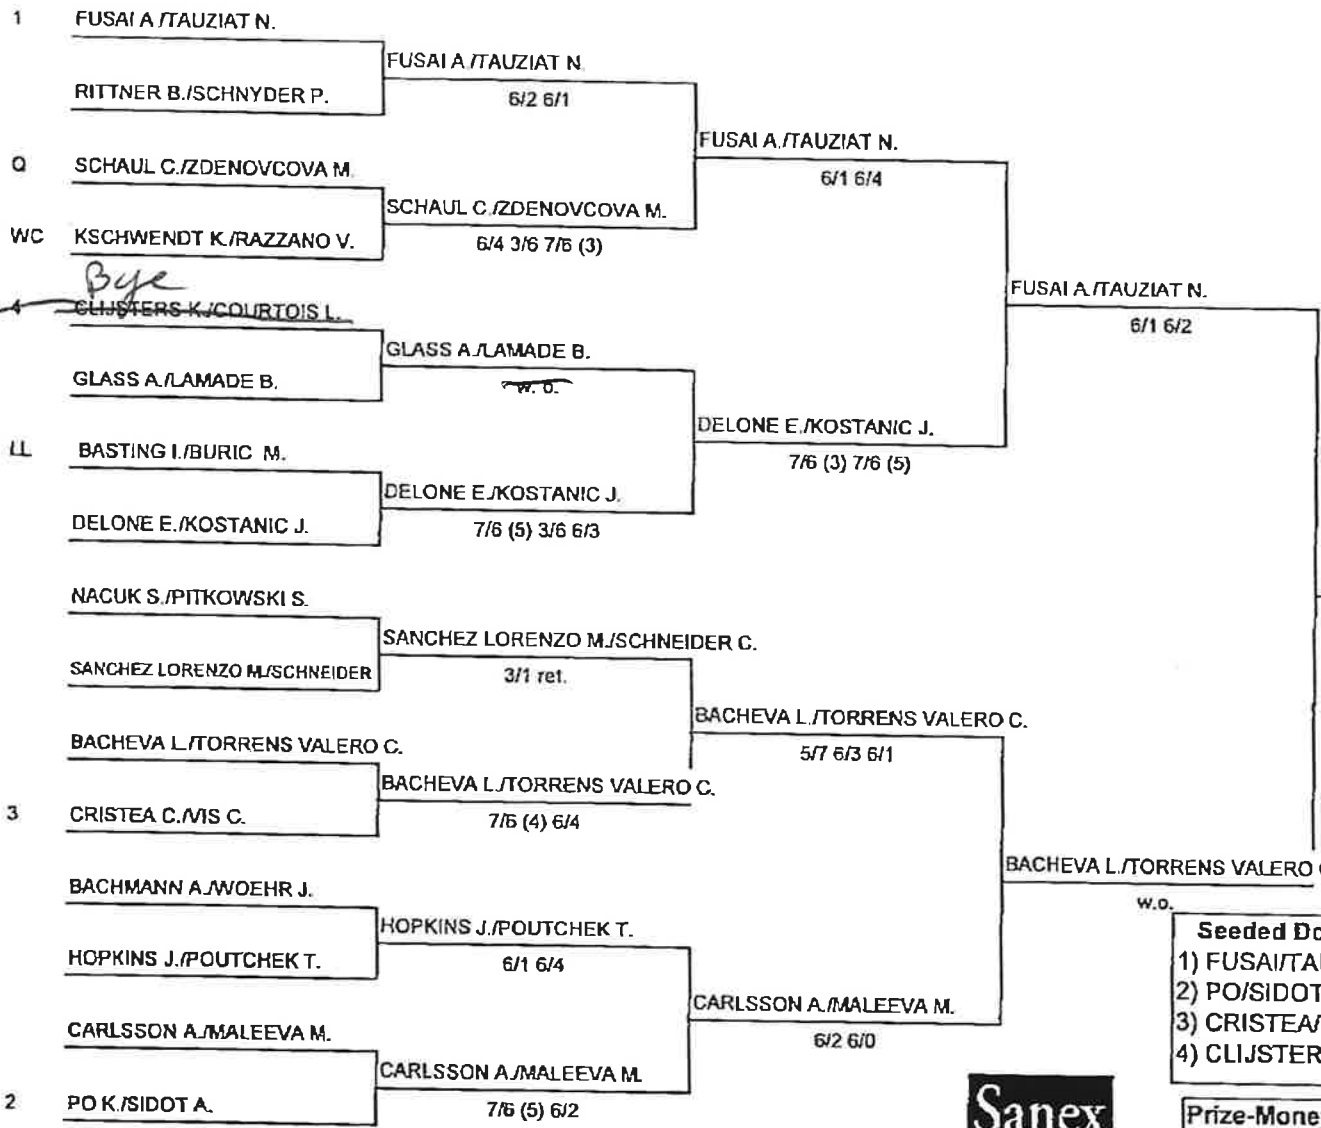 1 FUSAI A./TAUZIAT N.
RITTNER B./SCHNYDER P.
Q SCHAUL C./ZDENOVCOVA M.
WC KSCHWENDT K./RAZZANO V.
Bye
4 CLIJSTERS K./COURTOIS L.
GLASS A./LAMADE B.
LL BASTING I./BURIC M.
DELONE E./KOSTANIC J.
NACUK S./PITKOWSKI S.
SANCHEZ LORENZO M./SCHNEIDER
BACHEVA L./TORRENS VALERO C.
3 CRISTEA C./VIS C.
BACHMANN A./WOEHR J.
HOPKINS J./POUTCHEK T.
CARLSSON A./MALEEVA M.
2 PO K./SIDOT A.
FUSAI A./TAUZIAT N.
6/2 6/1
SCHAUL C./ZDENOVCOVA M.
6/4 3/6 7/6 (3)
GLASS A./LAMADE B.
w. o.
DELONE E./KOSTANIC J.
7/6 (5) 3/6 6/3
SANCHEZ LORENZO M./SCHNEIDER C.
3/1 ret.
BACHEVA L./TORRENS VALERO C.
7/6 (4) 6/4
HOPKINS J./POUTCHEK T.
6/1 6/4
CARLSSON A./MALEEVA M.
7/6 (5) 6/2
FUSAI A./TAUZIAT N.
6/1 6/4
DELONE E./KOSTANIC J.
7/6 (3) 7/6 (5)
BACHEVA L./TORRENS VALERO C.
5/7 6/3 6/1
CARLSSON A./MALEEVA M.
6/2 6/0
FUSAI A./TAUZIAT N.
6/1 6/2
BACHEVA L./TORRENS VALERO
w.o.
Seeded Do
1) FUSAI/TA
2) PO/SIDOT
3) CRISTEA/
4) CLIJSTER
Sanex
Prize-Mone